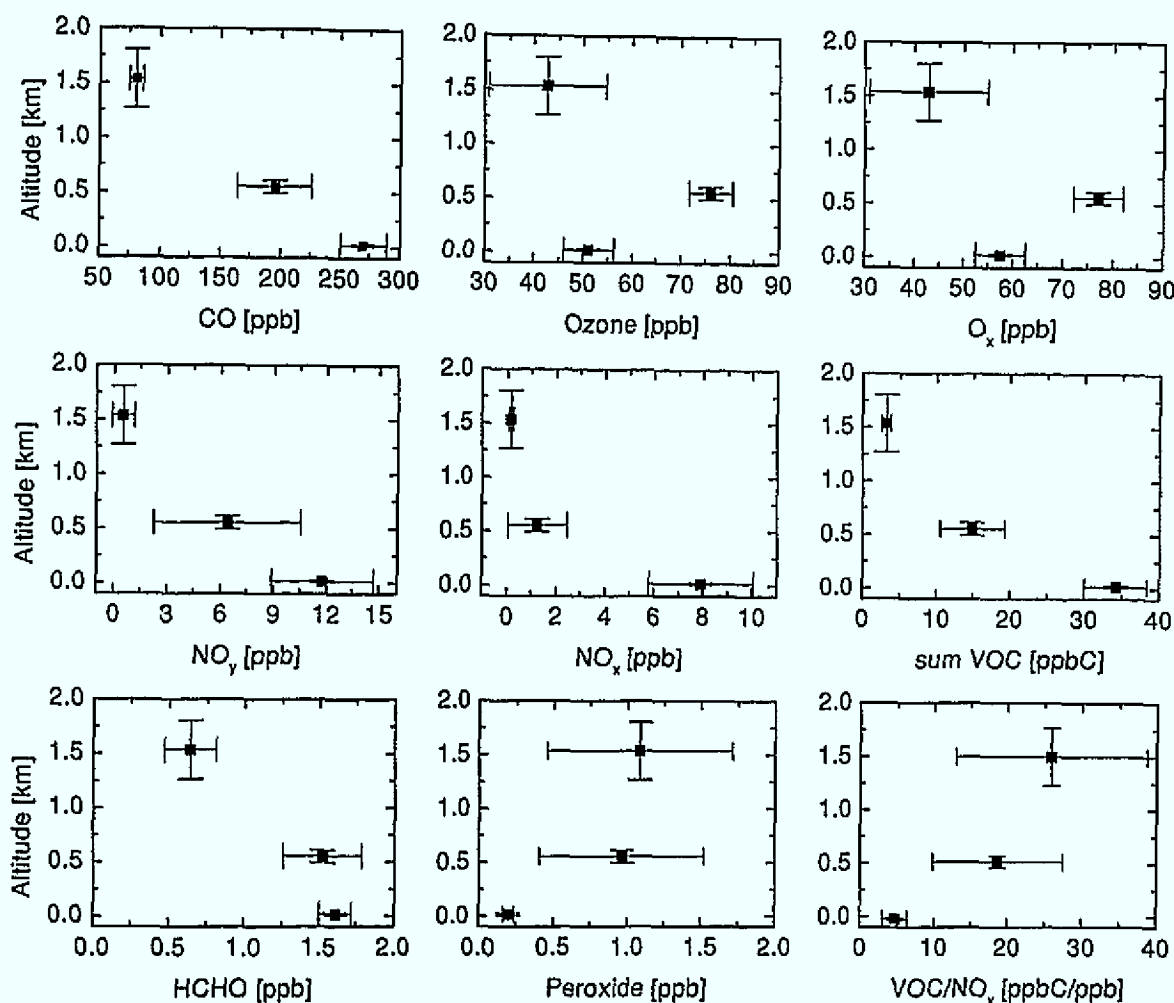 2.0
1.5
1.0
0.5
0.0
Altitude [km]
50 100 150 200 250 300
CO [ppb]
2.0
1.5
1.0
0.5
0.0
30 40 50 60 70 80 90
Ozone [ppb]
2.0
1.5
1.0
0.5
0.0
30 40 50 60 70 80 90
Ox [ppb]
2.0
1.5
1.0
0.5
0.0
Altitude [km]
0 3 6 9 12 15
NOy [ppb]
2.0
1.5
1.0
0.5
0.0
0 2 4 6 8 10
NOx [ppb]
2.0
1.5
1.0
0.5
0.0
0 10 20 30 40
sum VOC [ppbC]
2.0
1.5
1.0
0.5
0.0
Altitude [km]
0.0 0.5 1.0 1.5 2.0
HCHO [ppb]
2.0
1.5
1.0
0.5
0.0
0.0 0.5 1.0 1.5 2.0
Peroxide [ppb]
2.0
1.5
1.0
0.5
0.0
0 10 20 30 40
VOC/NOx [ppbC/ppb]